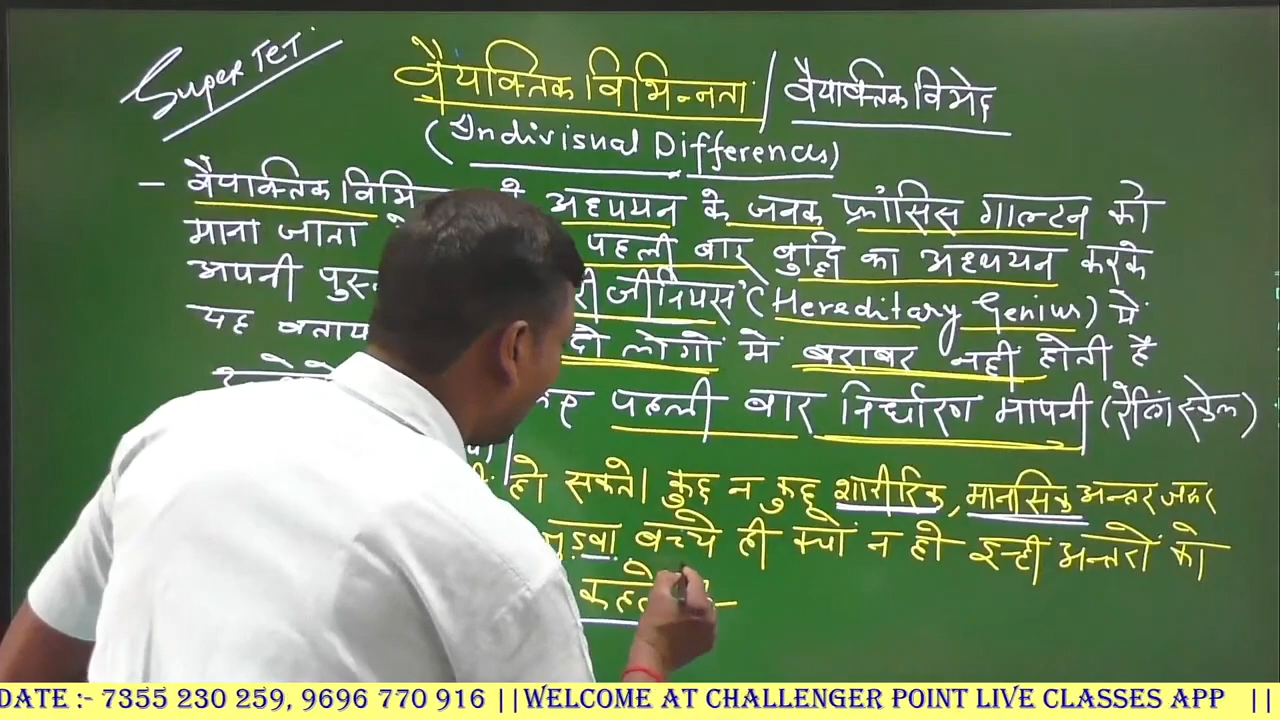 Super TET.
वैयक्तिक विभिन्नता / वैयक्तिक विभेद
(Indivisual Differences)
– वैयक्तिक विभि के अध्ययन के जनक फ्रांसिस गाल्टन को
माना जाता पहली बार बुद्धि का अध्ययन करके
अपनी री जीनियस (Hereditary Genius) में
यह बताया दो लोगों में बराबर नहीं होती है
पहली बार निर्धारण मापनी (रेटिंग स्केल)
हो सकते। कुछ न कुछ शारीरिक, मानसिक अन्तर जरूर
जुड़वा बच्चे ही क्यों न हो इन्हीं अन्तरों को
DATE :- 7355 230 259, 9696 770 916 ||WELCOME AT CHALLENGER POINT LIVE CLASSES APP ||